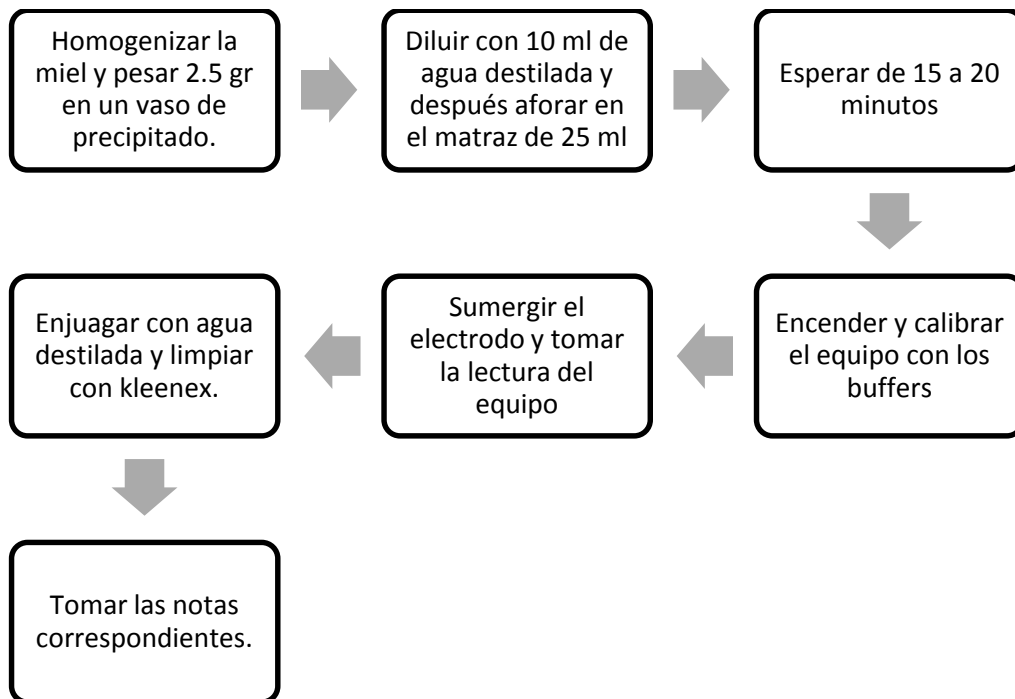 Homogenizar la
miel y pesar 2.5 gr
en un vaso de
precipitado.
Diluir con 10 ml de
agua destilada y
después aforar en
el matraz de 25 ml
Esperar de 15 a 20
minutos
Encender y calibrar
el equipo con los
buffers
Sumergir el
electrodo y tomar
la lectura del
equipo
Enjuagar con agua
destilada y limpiar
con kleenex.
Tomar las notas
correspondientes.